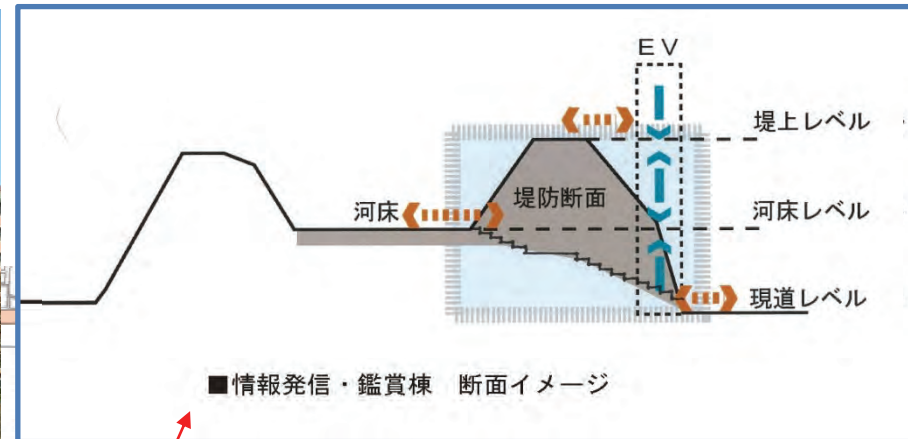 EV
堤上レベル
堤防断面
河床
河床レベル
現道レベル
■情報発信・鑑賞棟 断面イメージ